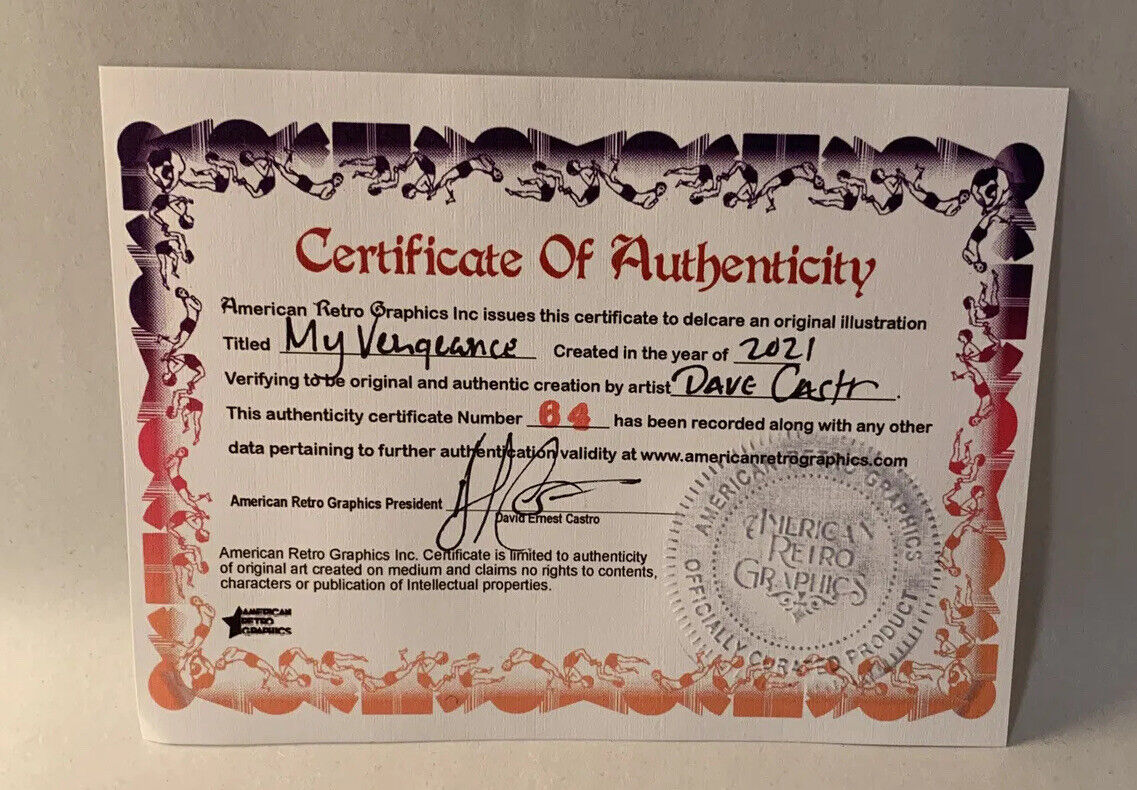 Certificate Of Authenticity
American Retro Graphics Inc issues this certificate to delcare an original illustration
Titled My Vengeance Created in the year of 2021
Verifying to be original and authentic creation by artist Dave Castr.
This authenticity certificate Number 84 has been recorded along with any other
data pertaining to further authentication/validity at www.americanretrographics.com
American Retro Graphics President
David Ernest Castro
American Retro Graphics Inc. Certificate is limited to authenticity
of original art created on medium and claims no rights to contents,
characters or publication of Intellectual properties.
AMERICAN
RETRO
GRAPHICS
AMERICAN RETRO GRAPHICS
AMERICAN
RETRO
GRAPHICS
OFFICIALLY CURATED PRODUCT